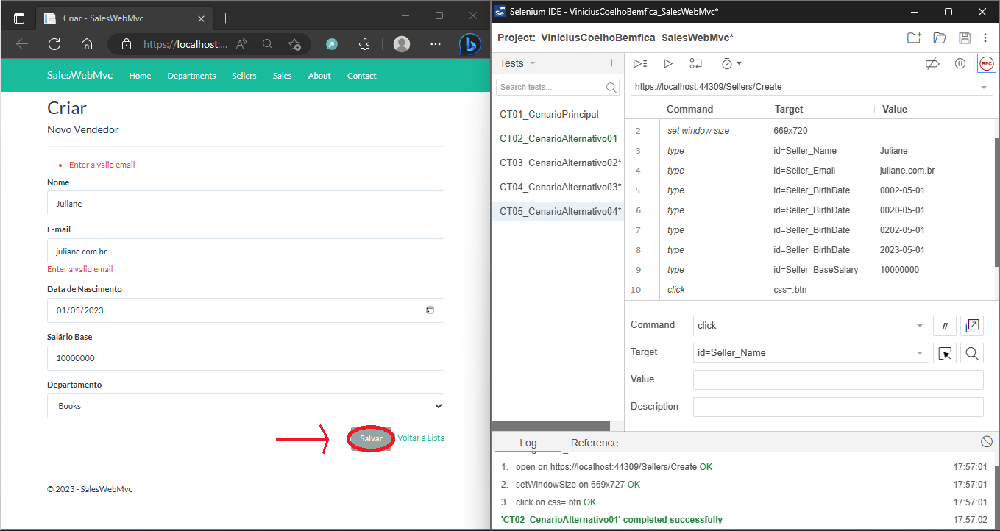 Criar - SalesWebMvc
https://localhost:...
SalesWebMvc Home Departments Sellers Sales About Contact
Criar
Novo Vendedor
Enter a valid email
Nome
Juliane
E-mail
juliane.com.br
Enter a valid email
Data de Nascimento
01/05/2023
Salário Base
10000000
Departamento
Books
Salvar Voltar à Lista
© 2023 - SalesWebMvc
Se Selenium IDE - ViniciusCoelhoBemfica_SalesWebMvc*
Project: ViniciusCoelhoBemfica_SalesWebMvc*
Tests
Search tests...
CT01_CenarioPrincipal
CT02_CenarioAlternativo01
CT03_CenarioAlternativo02*
CT04_CenarioAlternativo03*
CT05_CenarioAlternativo04*
REC
https://localhost:44309/Sellers/Create
Command Target Value
2 set window size 669x720
3 type id=Seller_Name Juliane
4 type id=Seller_Email juliane.com.br
5 type id=Seller_BirthDate 0002-05-01
6 type id=Seller_BirthDate 0020-05-01
7 type id=Seller_BirthDate 0202-05-01
8 type id=Seller_BirthDate 2023-05-01
9 type id=Seller_BaseSalary 10000000
10 click css=.btn
Command click //
Target id=Seller_Name
Value
Description
Log Reference
1. open on https://localhost:44309/Sellers/Create OK 17:57:01
2. setWindowSize on 669x727 OK 17:57:01
3. click on css=.btn OK 17:57:01
'CT02_CenarioAlternativo01' completed successfully 17:57:02